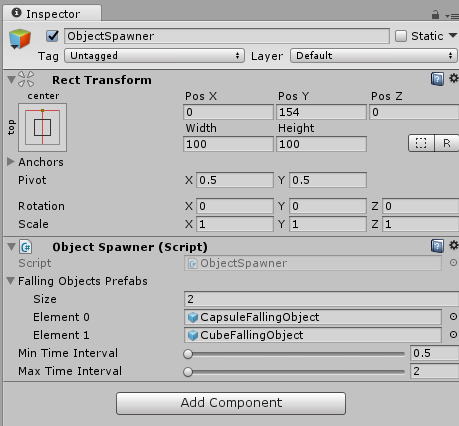 Inspector
ObjectSpawner
Static
Tag Untagged Layer Default
Rect Transform
center
top
Pos X Pos Y Pos Z
0 154 0
Width Height
100 100 R
Anchors
Pivot X 0.5 Y 0.5
Rotation X 0 Y 0 Z 0
Scale X 1 Y 1 Z 1
C# Object Spawner (Script)
Script ObjectSpawner
Falling Objects Prefabs
Size 2
Element 0 CapsuleFallingObject
Element 1 CubeFallingObject
Min Time Interval 0.5
Max Time Interval 2
Add Component